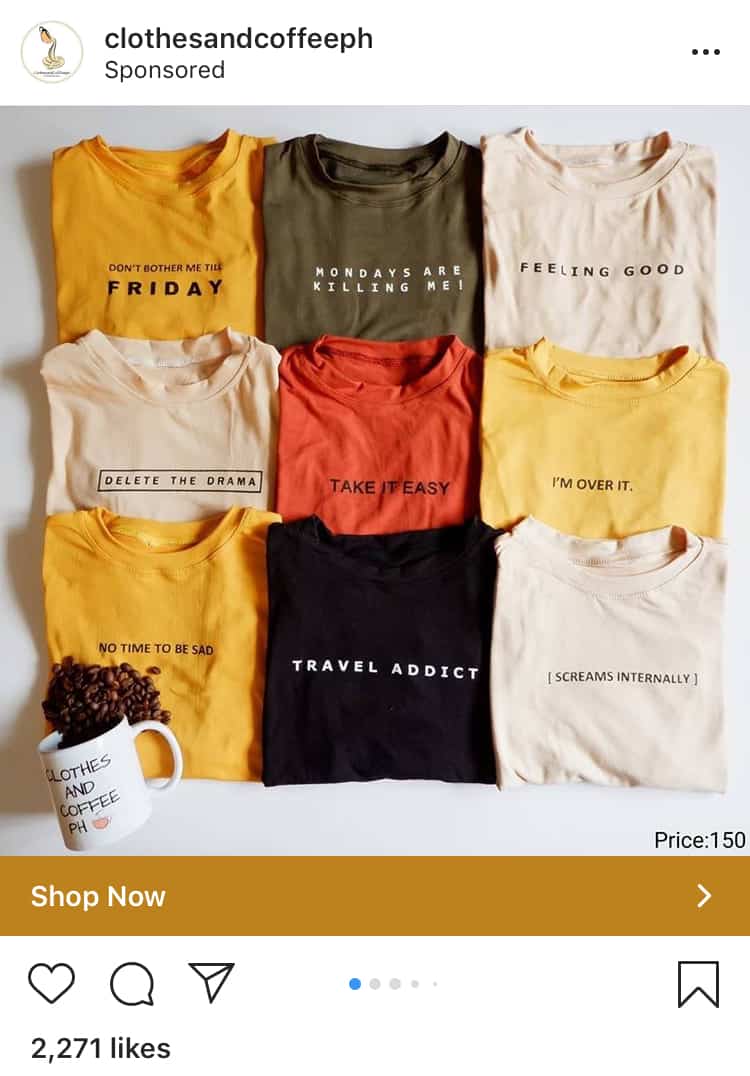 clothesandcoffeeph
Sponsored
DON'T BOTHER ME TILL
FRIDAY
MONDAYS ARE
KILLING ME!
FEELING GOOD
DELETE THE DRAMA
TAKE IT EASY
I'M OVER IT.
NO TIME TO BE SAD
TRAVEL ADDICT
[ SCREAMS INTERNALLY ]
CLOTHES
AND
COFFEE
PH
Price:150
Shop Now
2,271 likes